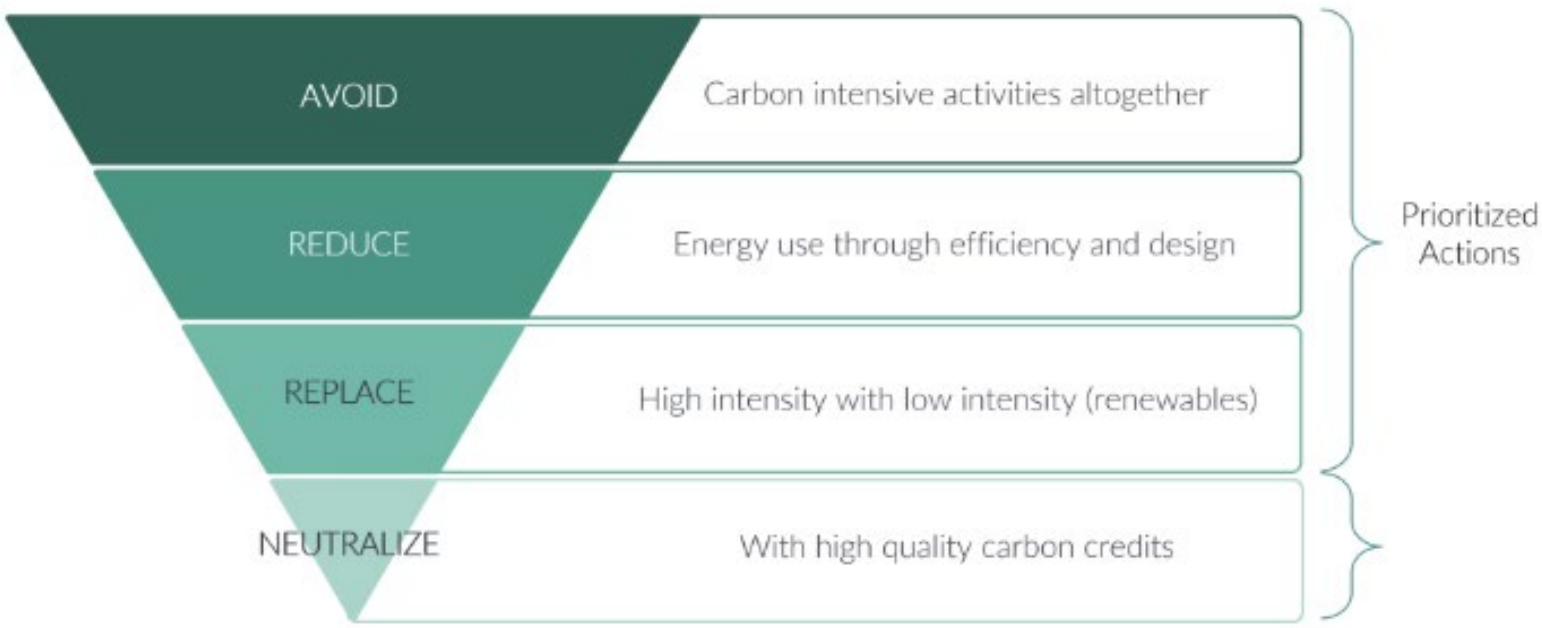 AVOID
Carbon intensive activities altogether
REDUCE
Energy use through efficiency and design
Prioritized
Actions
REPLACE
High intensity with low intensity (renewables)
NEUTRALIZE
With high quality carbon credits